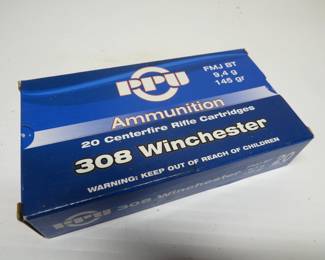 PPU
FMJ BT
9,4 g
145 gr
Ammunition
20 Centerfire Rifle Cartridges
308 Winchester
WARNING: KEEP OUT OF REACH OF CHILDREN
PPU
308 Winchester
20